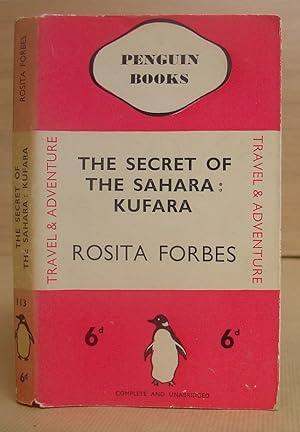 ROSITA FORBES
THE SECRET OF
THE SAHARA: KUFARA
113
6d
PENGUIN
BOOKS
TRAVEL & ADVENTURE
THE SECRET OF
THE SAHARA:
KUFARA
ROSITA FORBES
TRAVEL & ADVENTURE
6d
6d
COMPLETE AND UNABRIDGED